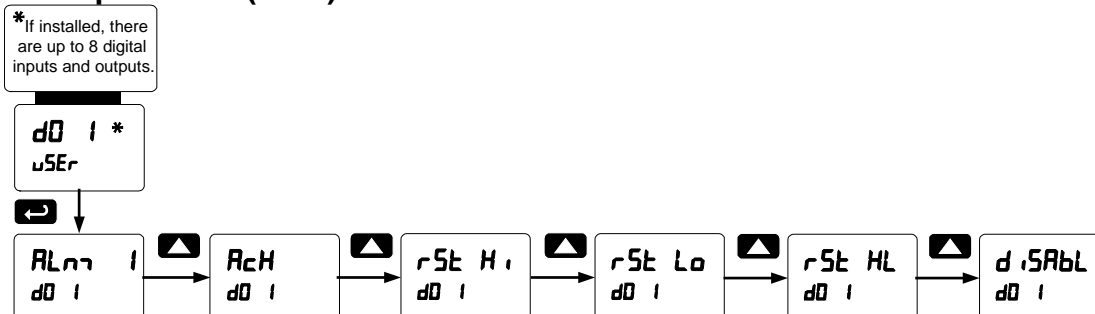 *If installed, there
are up to 8 digital
inputs and outputs.
dO 1 *
uSEr
ALm 1
dO 1
AcK
dO 1
rSt Hi
dO 1
rSt Lo
dO 1
rSt HL
dO 1
diSAbL
dO 1